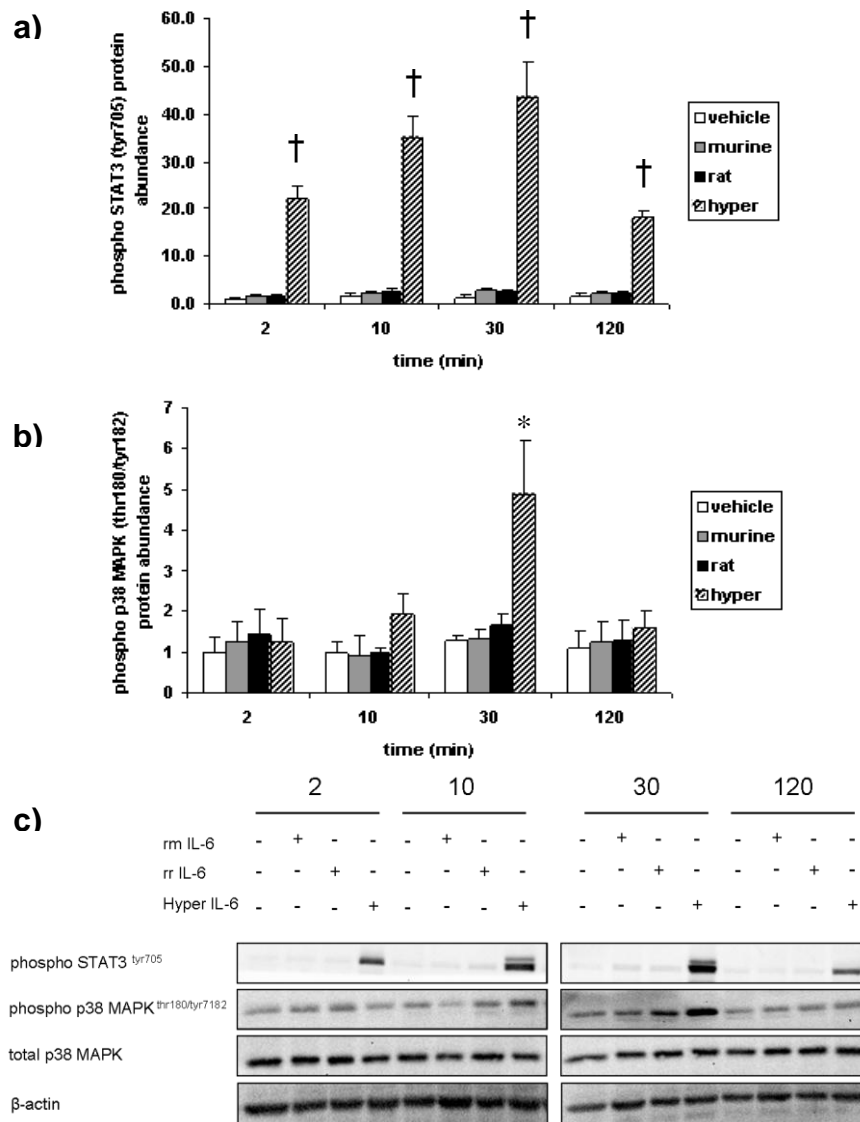 a)
phospho STAT3 (tyr705) protein
abundance
60.0
50.0
40.0
30.0
20.0
10.0
0.0
† † † †
2 10 30 120
time (min)
vehicle
murine
rat
hyper
b)
phospho p38 MAPK (thr180/tyr182)
protein abundance
7
6
5
4
3
2
1
0
*
2 10 30 120
time (min)
vehicle
murine
rat
hyper
c)
2 10 30 120
rm IL-6 - + - - - + - - - + - - - + - -
rr IL-6 - - + - - - + - - - + - - - + -
Hyper IL-6 - - - + - - - + - - - + - - - +
phospho STAT3 tyr705
phospho p38 MAPK thr180/tyr7182
total p38 MAPK
β-actin